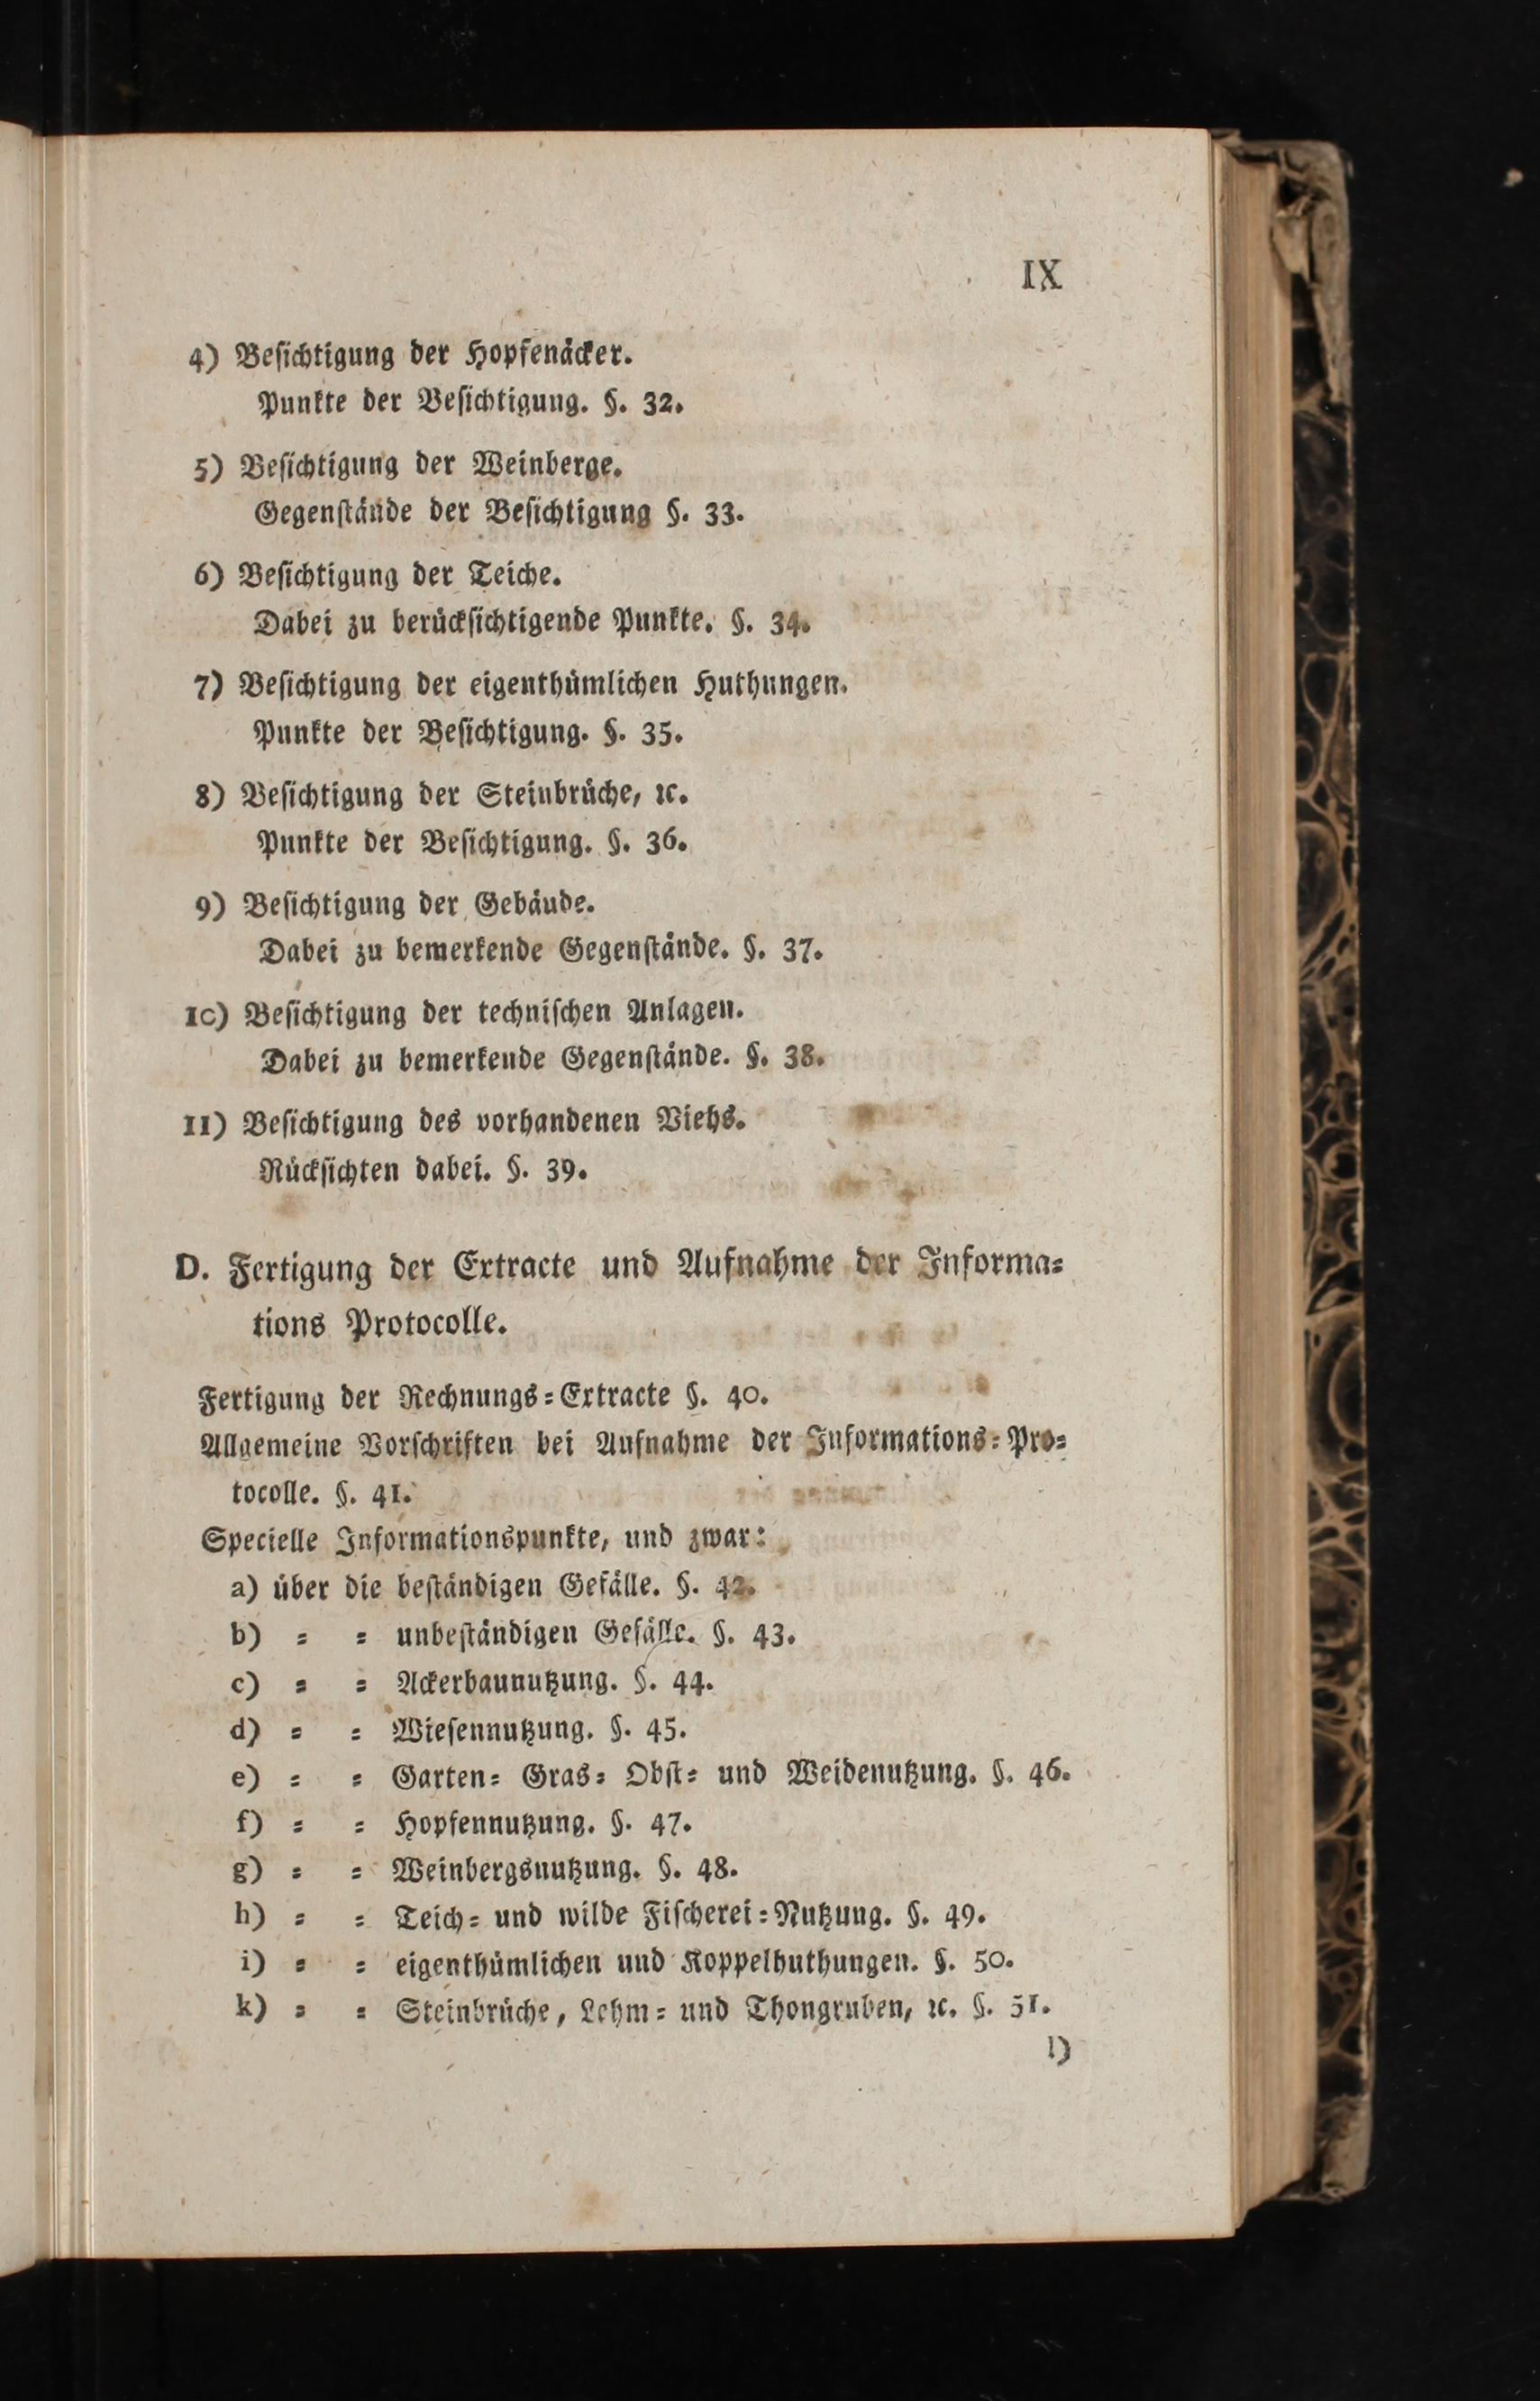 IX
4) Beſichtigung der Hopfenäcker.
Punkte der Beſichtigung. §. 32.
5) Beſichtigung der Weinberge.
Gegenſtände der Beſichtigung §. 33.
6) Beſichtigung der Teiche.
Dabei zu berückſichtigende Punkte. §. 34.
7) Beſichtigung der eigenthümlichen Huthungen.
Punkte der Beſichtigung. §. 35.
8) Beſichtigung der Steinbrüche, ꝛc.
Punkte der Beſichtigung. §. 36.
9) Beſichtigung der Gebäude.
Dabei zu bemerkende Gegenſtände. §. 37.
10) Beſichtigung der techniſchen Anlagen.
Dabei zu bemerkende Gegenſtände. §. 38.
11) Beſichtigung des vorhandenen Viehs.
Rückſichten dabei. §. 39.
D. Fertigung der Extracte und Aufnahme der Informa=
tions Protocolle.
Fertigung der Rechnungs=Extracte §. 40.
Allgemeine Vorſchriften bei Aufnahme der Informations=Pro=
tocolle. §. 41.
Specielle Informationspunkte, und zwar:
a) über die beſtändigen Gefälle. §. 42.
b) = = unbeſtändigen Gefälle. §. 43.
c) = = Ackerbaunutzung. §. 44.
d) = = Wieſennutzung. §. 45.
e) = = Garten= Gras= Obſt= und Weidenutzung. §. 46.
f) = = Hopfennutzung. §. 47.
g) = = Weinbergsnutzung. §. 48.
h) = = Teich= und wilde Fiſcherei=Nutzung. §. 49.
i) = = eigenthümlichen und Koppelhuthungen. §. 50.
k) = = Steinbrüche, Lehm= und Thongruben, ꝛc. §. 51.
l)